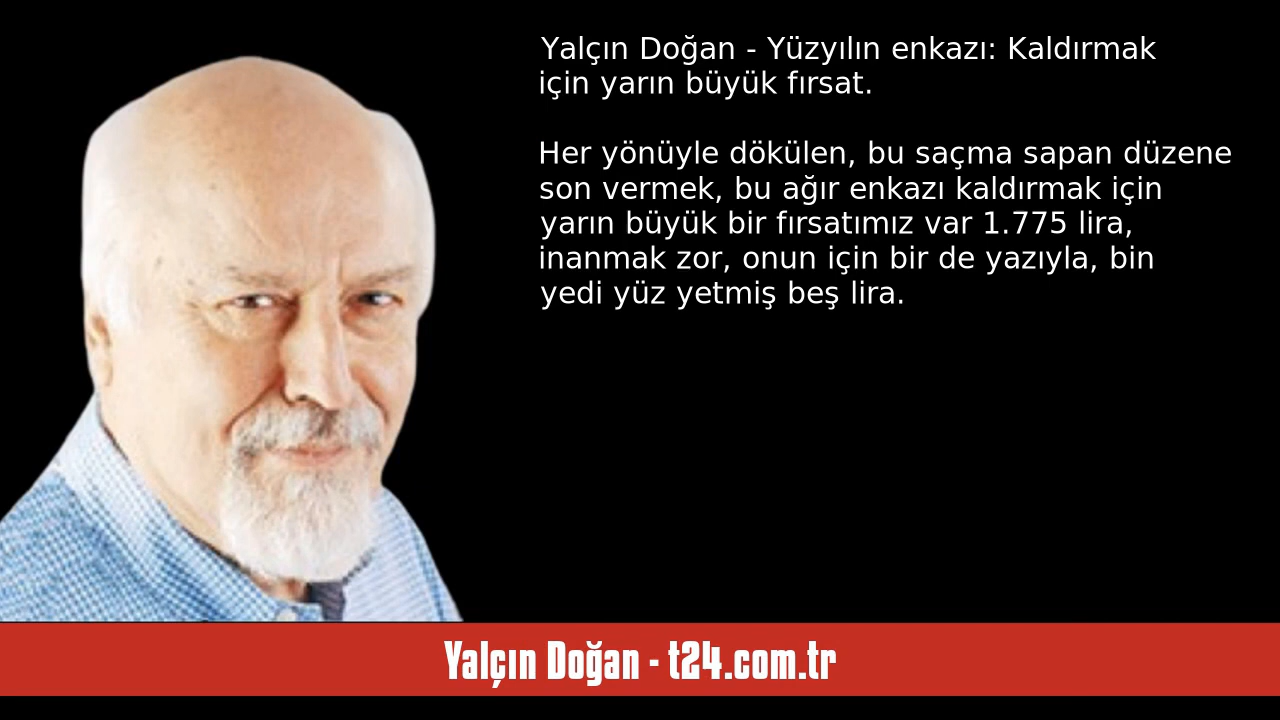 Yalçın Doğan - Yüzyılın enkazı: Kaldırmak
için yarın büyük fırsat.
Her yönüyle dökülen, bu saçma sapan düzene
son vermek, bu ağır enkazı kaldırmak için
yarın büyük bir fırsatımız var 1.775 lira,
inanmak zor, onun için bir de yazıyla, bin
yedi yüz yetmiş beş lira.
Yalçın Doğan - t24.com.tr